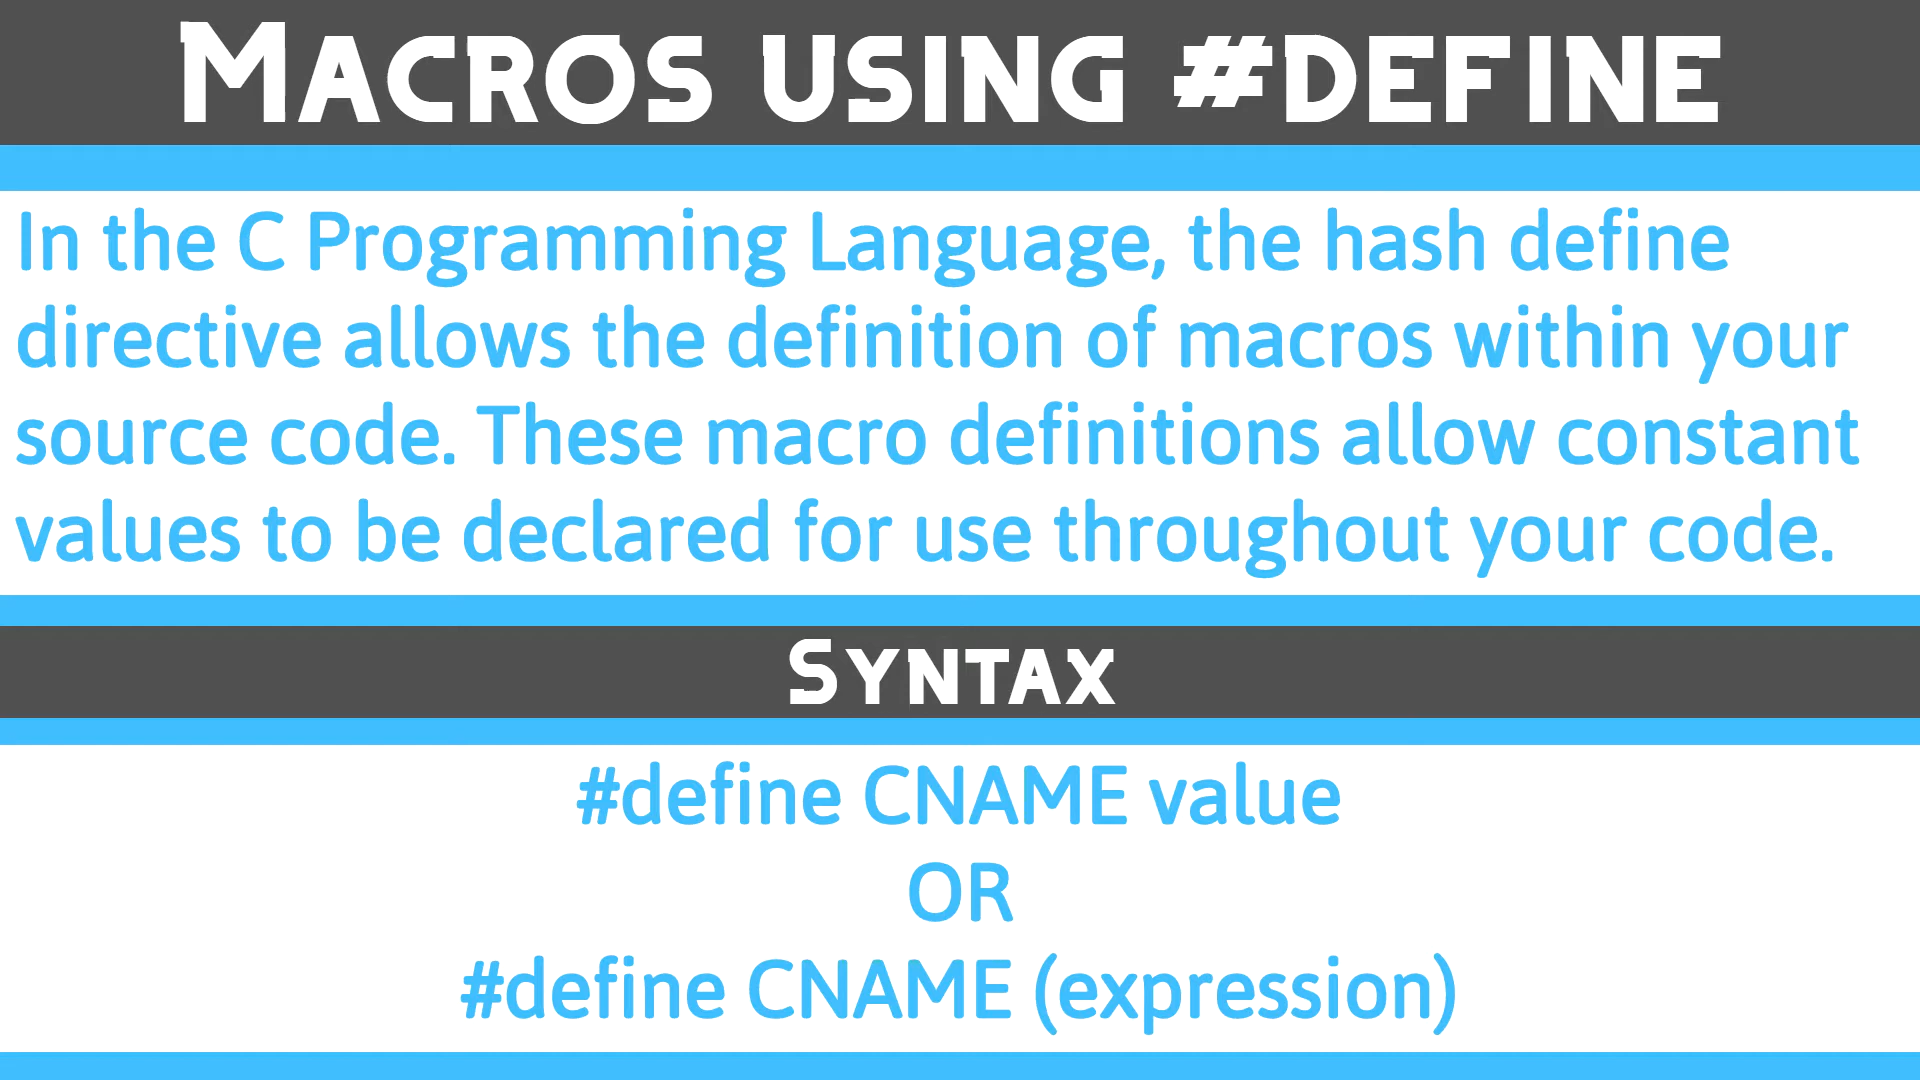 Macros using #define
In the C Programming Language, the hash define
directive allows the definition of macros within your
source code. These macro definitions allow constant
values to be declared for use throughout your code.
Syntax
#define CNAME value
OR
#define CNAME (expression)